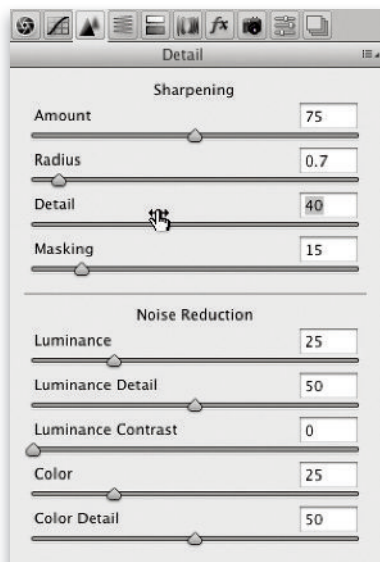 fx
Detail
Sharpening
Amount 75
Radius 0.7
Detail 40
Masking 15
Noise Reduction
Luminance 25
Luminance Detail 50
Luminance Contrast 0
Color 25
Color Detail 50